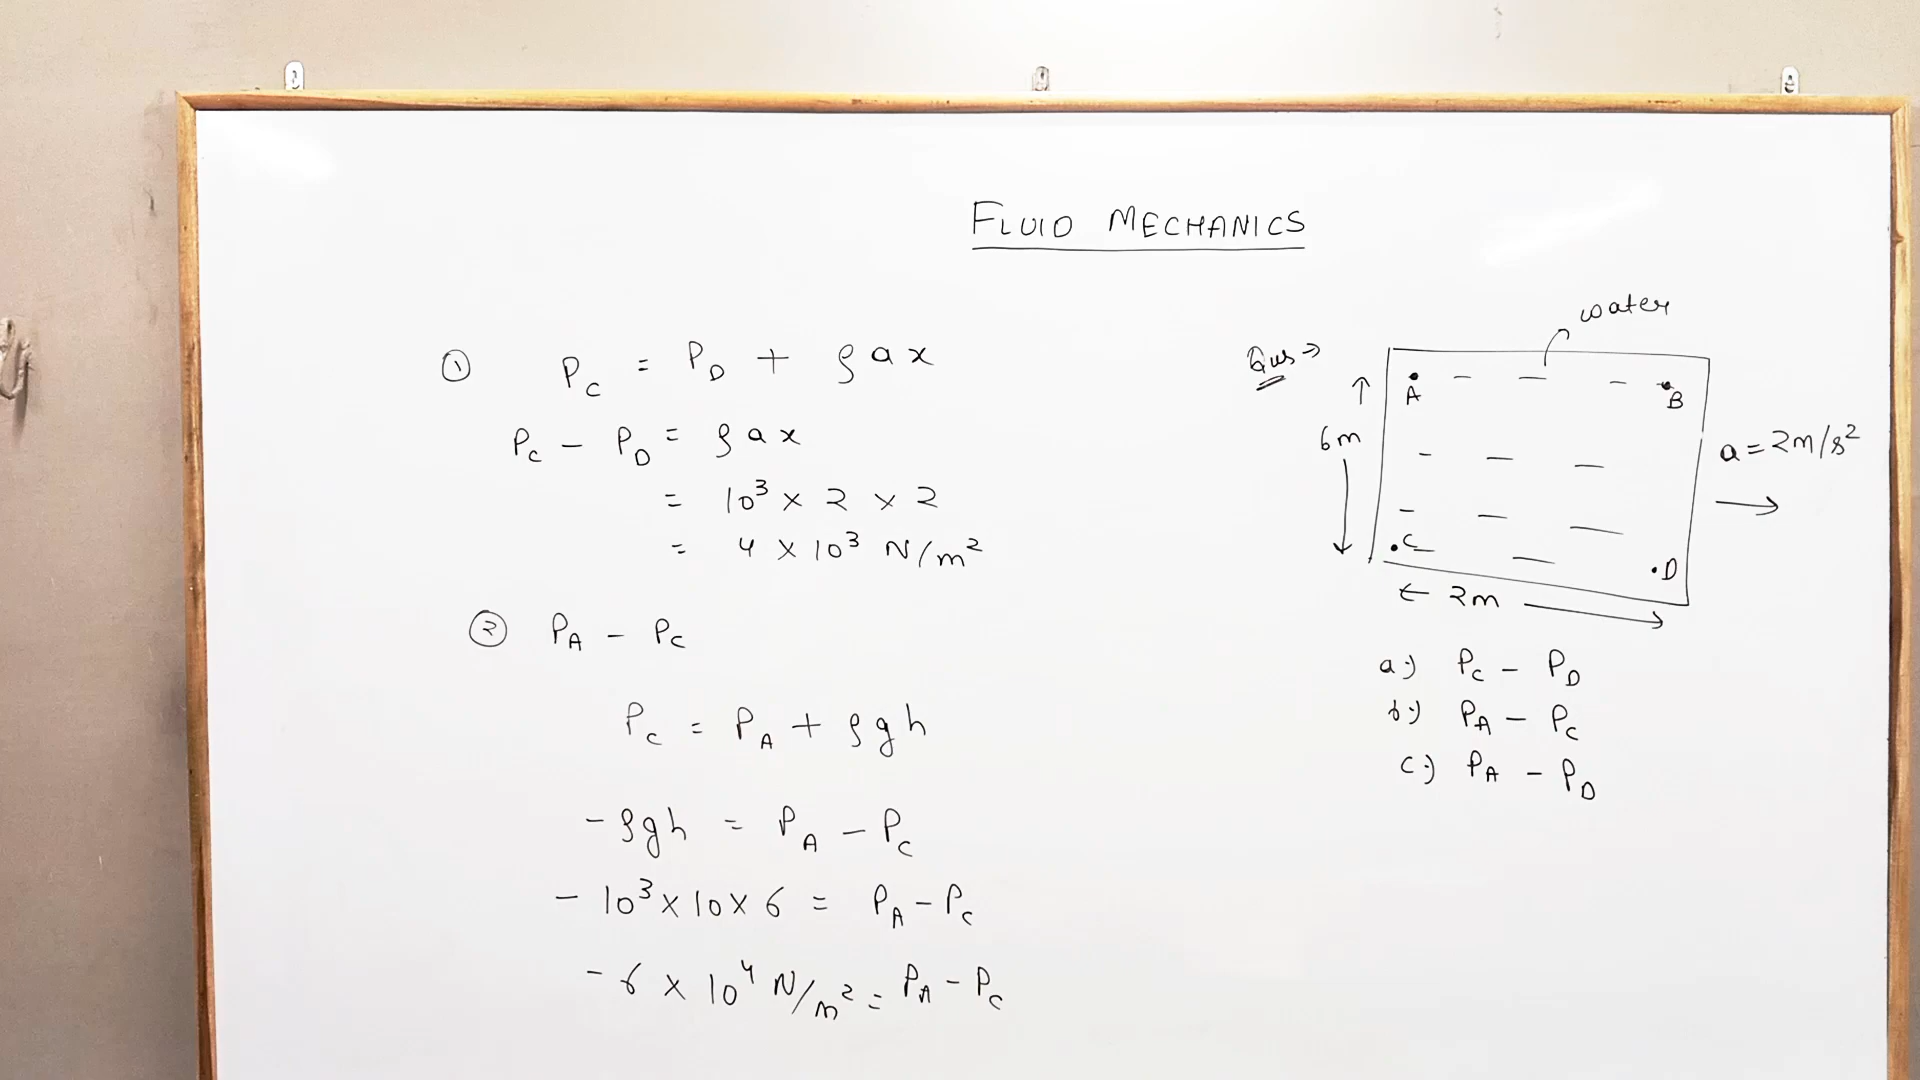 FLUID MECHANICS
① P_C = P_D + ρax
P_C - P_D = ρax
= 10³ × 2 × 2
= 4 × 10³ N/m²
② P_A - P_C
P_C = P_A + ρgh
- ρgh = P_A - P_C
- 10³ × 10 × 6 = P_A - P_C
- 6 × 10⁴ N/m² = P_A - P_C
Qus →
water
A
B
6m
a = 2m/s²
C
D
2m
a.) P_C - P_D
b.) P_A - P_C
c.) P_A - P_D